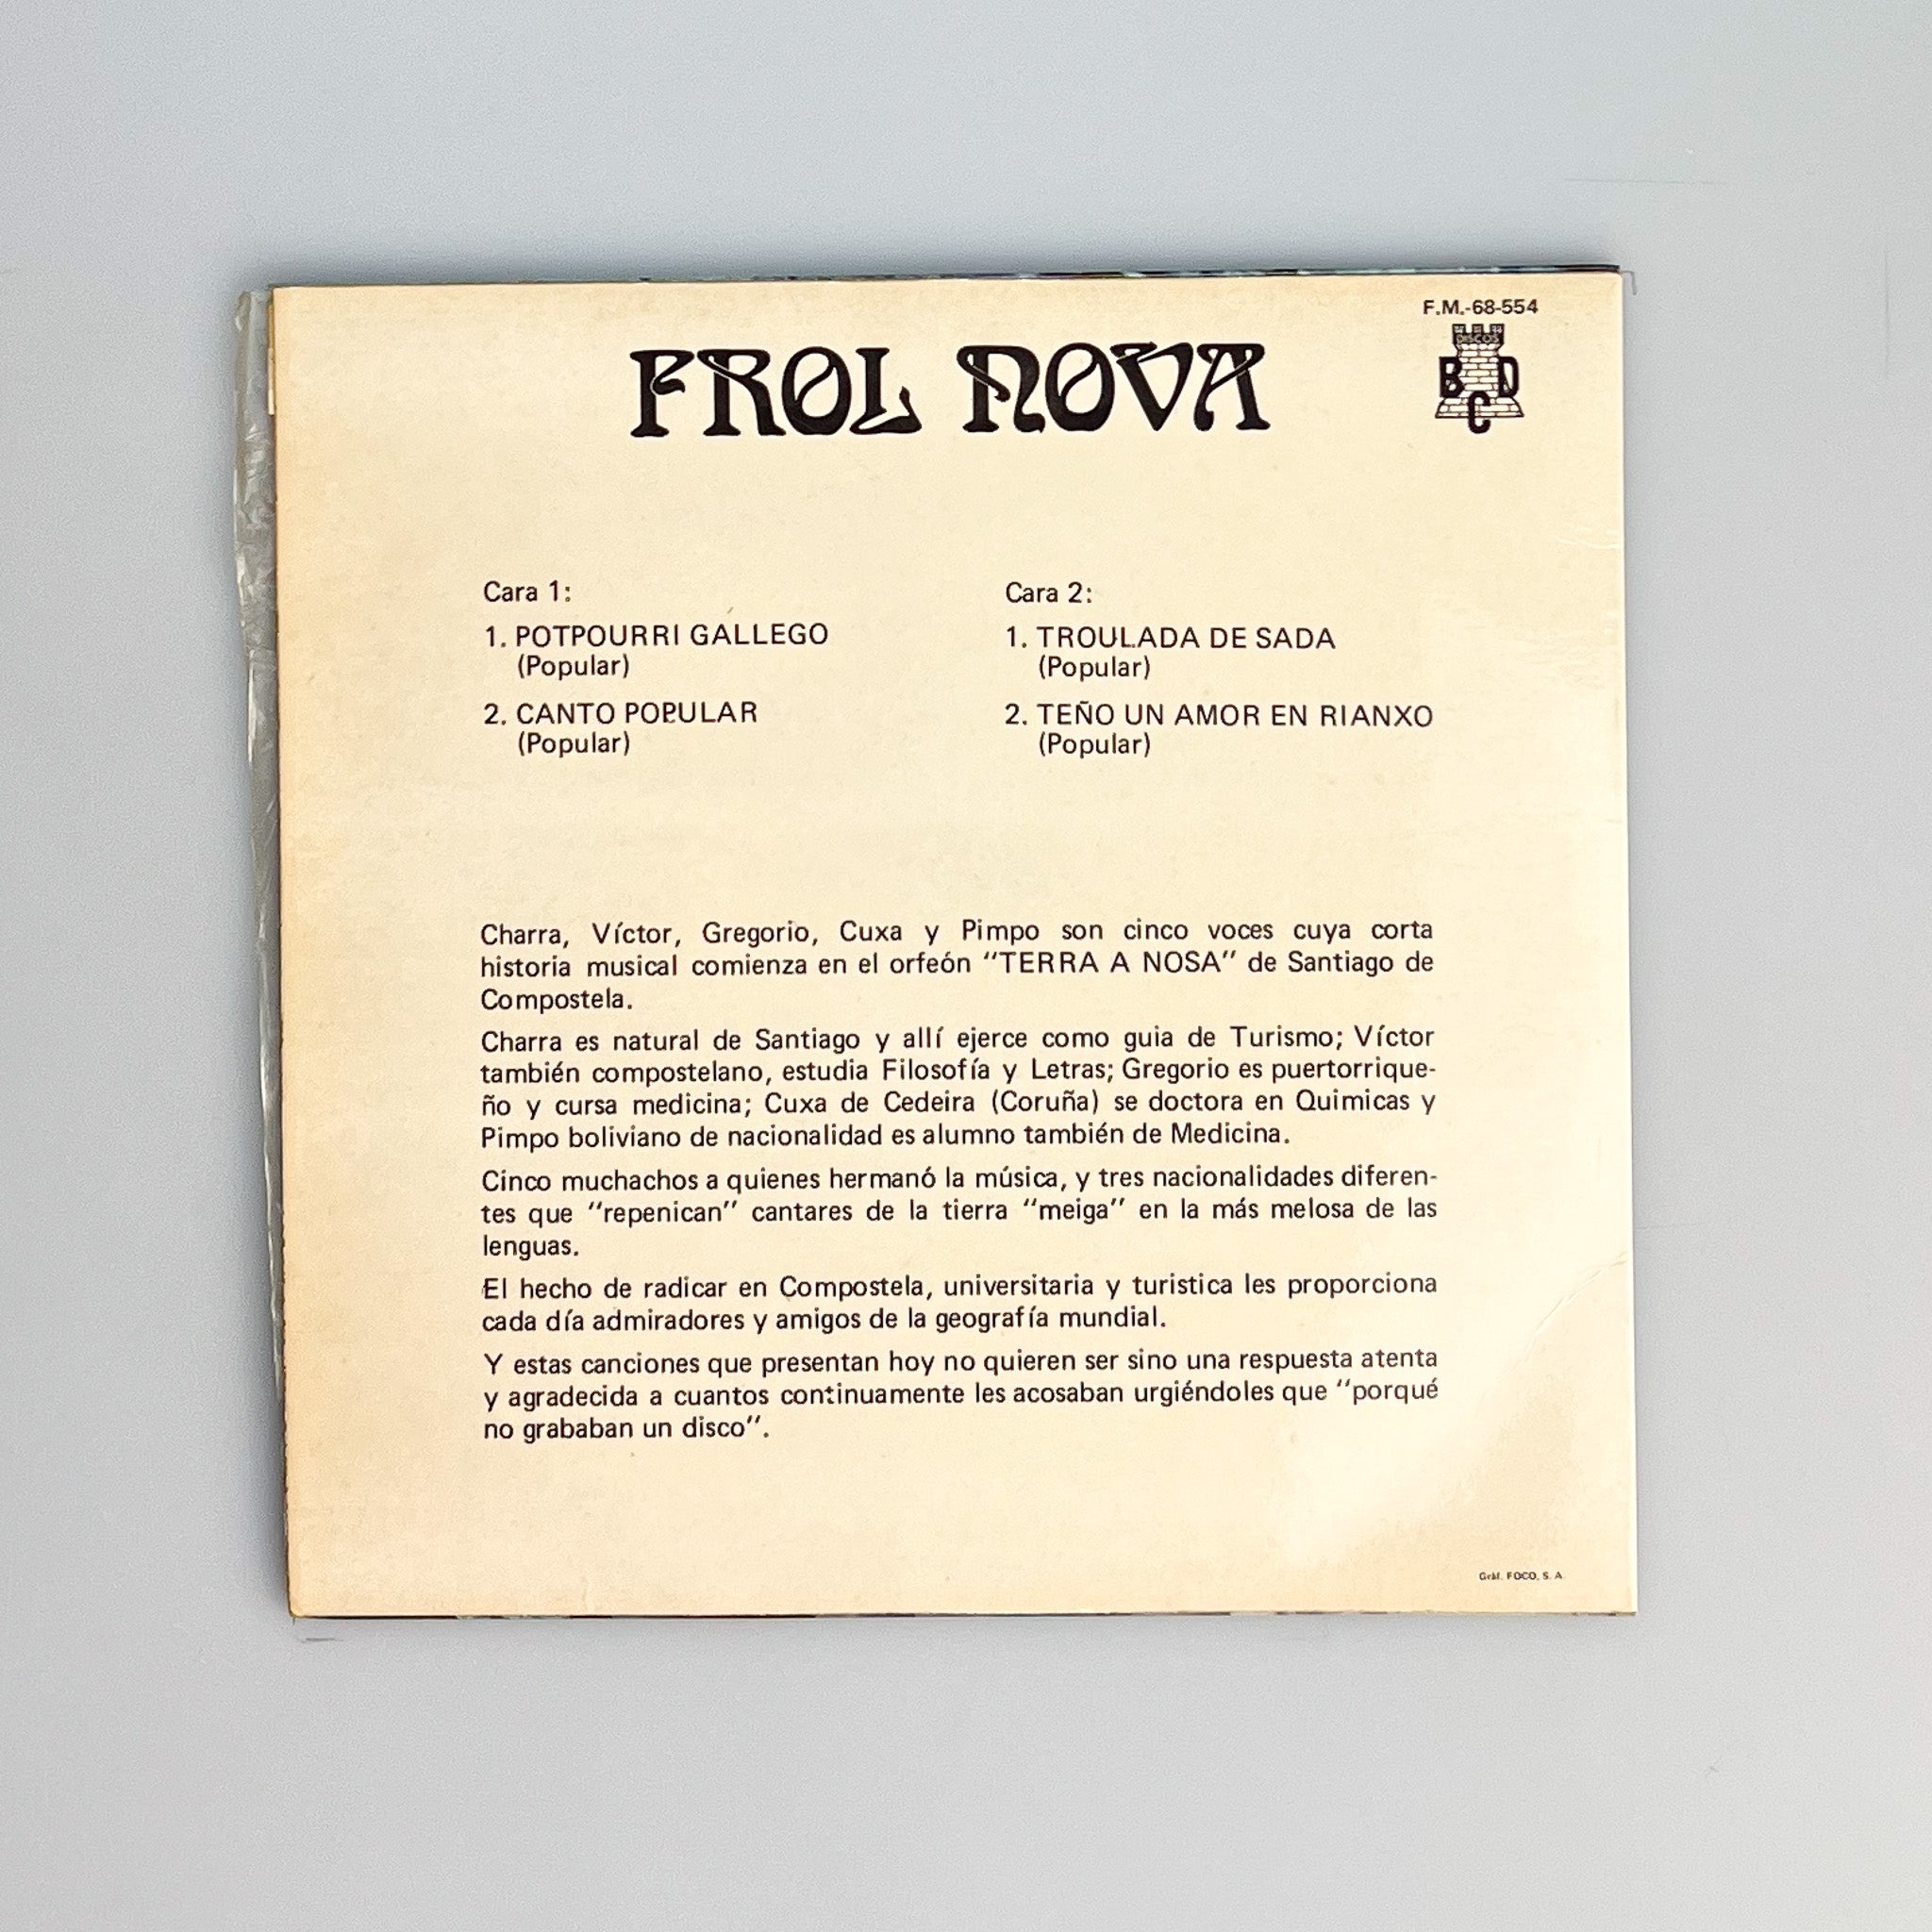 F.M.-68-554
DISCOS
BCD
FROL NOVA
Cara 1:
1. POTPOURRI GALLEGO
(Popular)
2. CANTO POPULAR
(Popular)
Cara 2:
1. TROULADA DE SADA
(Popular)
2. TEÑO UN AMOR EN RIANXO
(Popular)
Charra, Víctor, Gregorio, Cuxa y Pimpo son cinco voces cuya corta
historia musical comienza en el orfeón "TERRA A NOSA" de Santiago de
Compostela.
Charra es natural de Santiago y allí ejerce como guia de Turismo; Víctor
también compostelano, estudia Filosofía y Letras; Gregorio es puertorrique-
ño y cursa medicina; Cuxa de Cedeira (Coruña) se doctora en Quimicas y
Pimpo boliviano de nacionalidad es alumno también de Medicina.
Cinco muchachos a quienes hermanó la música, y tres nacionalidades diferen-
tes que "repenican" cantares de la tierra "meiga" en la más melosa de las
lenguas.
El hecho de radicar en Compostela, universitaria y turistica les proporciona
cada día admiradores y amigos de la geografía mundial.
Y estas canciones que presentan hoy no quieren ser sino una respuesta atenta
y agradecida a cuantos continuamente les acosaban urgiéndoles que "porqué
no grababan un disco".
Gráf. FOCO, S. A.